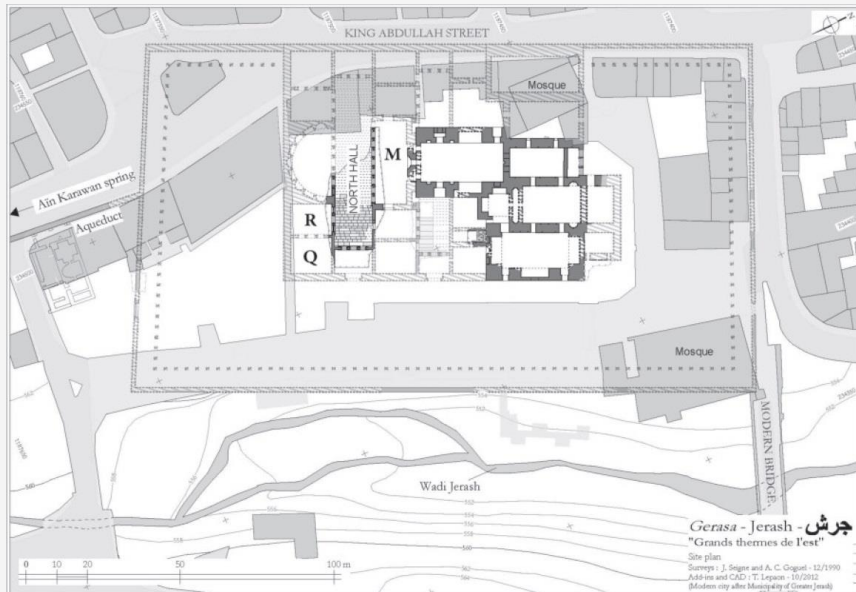 KING ABDULLAH STREET
Mosque
NORTH HALL
M
Ain Karawan spring
Aqueduct
R
Q
Mosque
MODERN BRIDGE
Wadi Jerash
Gerasa - Jerash - جرش
"Grands thermes de l'est"
Site plan
Surveys : J. Seigne and A. C. Goguel - 12/1990
Add-ins and CAD : T. Lepaon - 10/2012
(Modern city after Municipality of Greater Jerash)
0 10 20 50 100 m